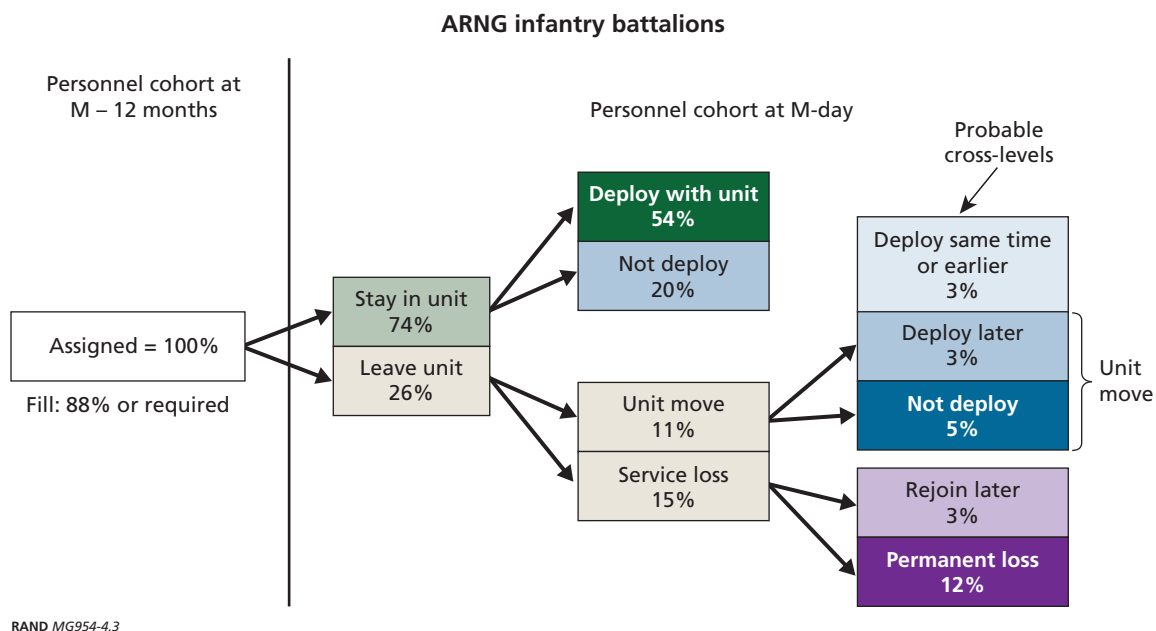 ARNG infantry battalions
Personnel cohort at
M – 12 months
Personnel cohort at M-day
Probable
cross-levels
Assigned = 100%
Fill: 88% or required
Stay in unit
74%
Leave unit
26%
Deploy with unit
54%
Not deploy
20%
Unit move
11%
Service loss
15%
Deploy same time
or earlier
3%
Deploy later
3%
Not deploy
5%
Unit
move
Rejoin later
3%
Permanent loss
12%
RAND MG954-4.3